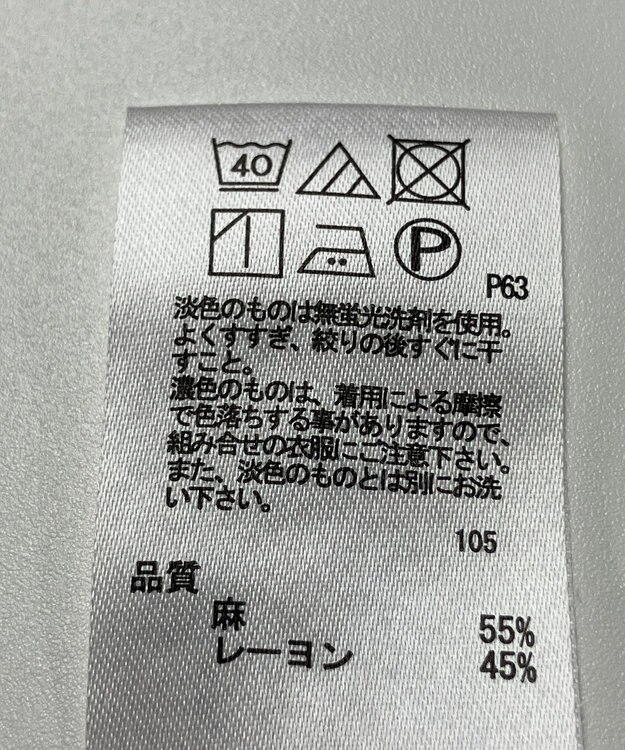 40
P
P63
淡色のものは無蛍光洗剤を使用。
よくすすぎ、絞りの後すぐに干
すこと。
濃色のものは、着用による摩擦
で色落ちする事がありますので、
組み合せの衣服にご注意下さい。
また、淡色のものとは別にお洗
い下さい。
105
品質
麻 55%
レーヨン 45%